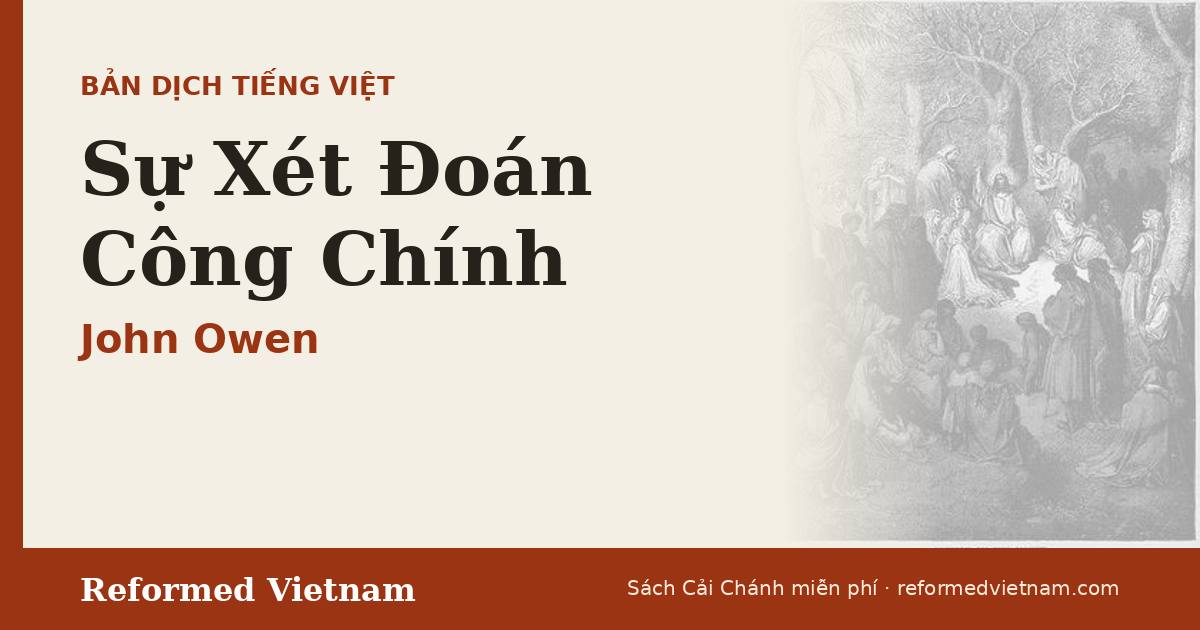 BẢN DỊCH TIẾNG VIỆT
Sự Xét Đoán
Công Chính
John Owen
Reformed Vietnam
Sách Cải Chánh miễn phí · reformedvietnam.com